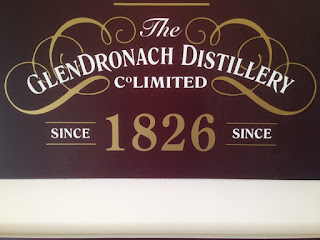 The
GLENDRONACH DISTILLERY
Co LIMITED
SINCE 1826 SINCE